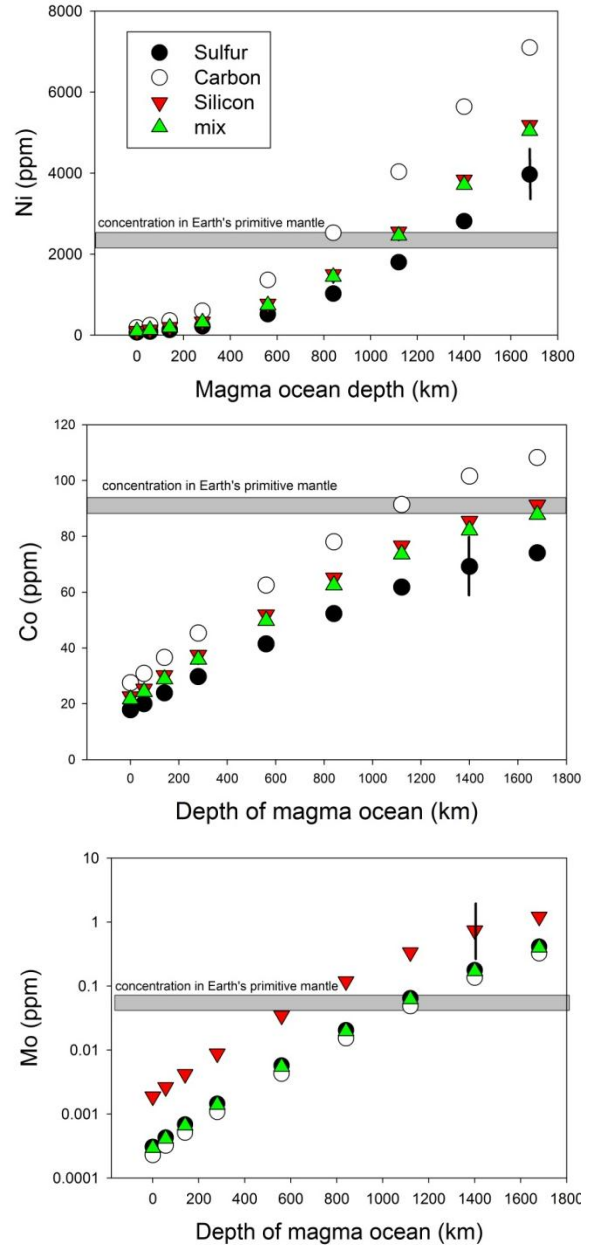 8000
Sulfur
Carbon
Silicon
mix
6000
4000
2000
0
Ni (ppm)
concentration in Earth's primitive mantle
0 200 400 600 800 1000 1200 1400 1600 1800
Magma ocean depth (km)
120
100
80
60
40
20
0
Co (ppm)
concentration in Earth's primitive mantle
0 200 400 600 800 1000 1200 1400 1600 1800
Depth of magma ocean (km)
10
1
0.1
0.01
0.001
0.0001
Mo (ppm)
concentration in Earth's primitive mantle
0 200 400 600 800 1000 1200 1400 1600 1800
Depth of magma ocean (km)